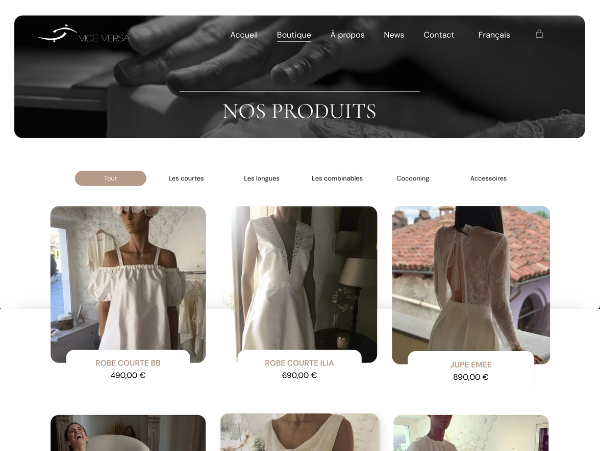 VICE VERSA
Accueil Boutique À propos News Contact Français
NOS PRODUITS
Tout Les courtes Les longues Les combinables Cocooning Accessoires
ROBE COURTE BB ROBE COURTE ILIA JUPE EMEE
490,00 € 690,00 € 890,00 €